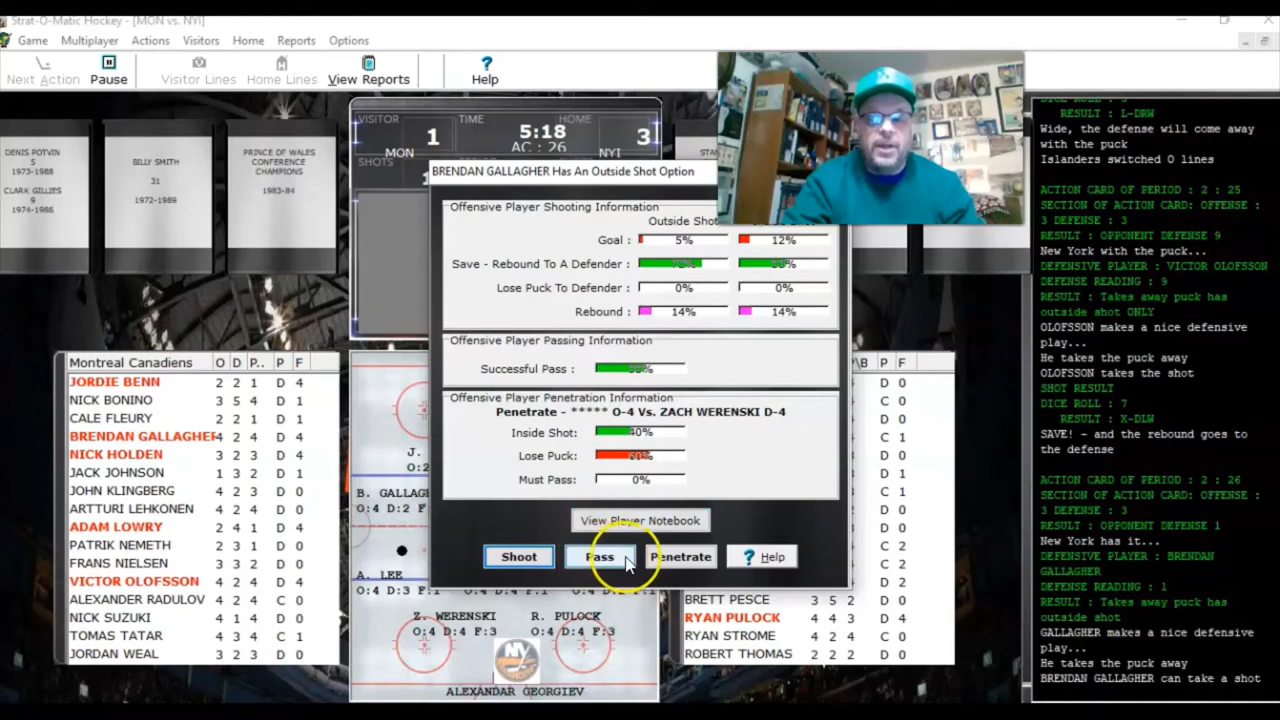 Strat-O-Matic Hockey - [MON vs. NYI]
Game Multiplayer Actions Visitors Home Reports Options
Next Action Pause Visitor Lines Home Lines View Reports Help
DENIS POTVIN
5
1973-1988
CLARK GILLIES
9
1974-1986
BILLY SMITH
31
1972-1989
PRINCE OF WALES
CONFERENCE
CHAMPIONS
1983-84
VISITOR 1 TIME 5:18 HOME 3
MON AC : 26 NYI
SHOTS
BRENDAN GALLAGHER Has An Outside Shot Option
Offensive Player Shooting Information
Outside Shot
Goal : 5% 12%
Save - Rebound To A Defender :
Lose Puck To Defender : 0% 0%
Rebound : 14% 14%
Offensive Player Passing Information
Successful Pass :
Offensive Player Penetration Information
Penetrate - ***** O-4 Vs. ZACH WERENSKI D-4
Inside Shot: 40%
Lose Puck: 60%
Must Pass: 0%
View Player Notebook
Shoot Pass Penetrate Help
Montreal Canadiens O D P.. P F
JORDIE BENN 2 2 1 D 4
NICK BONINO 3 5 4 D 1
CALE FLEURY 2 2 1 D 0
BRENDAN GALLAGHER 4 2 4 D 4
NICK HOLDEN 3 2 3 D 4
JACK JOHNSON 1 3 2 D 1
JOHN KLINGBERG 4 2 3 D 0
ARTTURI LEHKONEN 4 2 4 D 0
ADAM LOWRY 2 4 2 D 4
PATRIK NEMETH 2 3 1 D 0
FRANS NIELSEN 3 3 2 D 0
VICTOR OLOFSSON 4 2 3 D 4
ALEXANDER RADULOV 4 2 4 C 0
NICK SUZUKI 4 1 4 D 0
TOMAS TATAR 4 3 4 C 1
JORDAN WEAL 3 2 3 D 0
J.
O:2
B. GALLAG
O:4 D:2 F
A. LEE
O:4 D:3 F:1
Z. WERENSKI R. PULOCK
O:4 D:4 F:3 O:4 D:4 F:3
NY
ALEXANDAR GEORGIEV
P\B P F
D 0
C 0
D 0
C 1
D 0
D 1
C 1
D 0
D 0
C 2
C 2
D 0
BRETT PESCE 3 5 2 D 0
RYAN PULOCK 4 4 3 D 4
RYAN STROME 4 2 4 C 0
ROBERT THOMAS 2 2 2 D 0
RESULT : L-DRW
Wide, the defense will come away
with the puck
Islanders switched O lines
ACTION CARD OF PERIOD : 2 : 25
SECTION OF ACTION CARD: OFFENSE :
3 DEFENSE : 3
RESULT : OPPONENT DEFENSE 9
New York with the puck...
DEFENSIVE PLAYER : VICTOR OLOFSSON
DEFENSE READING : 9
RESULT : Takes away puck has
outside shot ONLY
OLOFSSON makes a nice defensive
play...
He takes the puck away
OLOFSSON takes the shot
SHOT RESULT
DICE ROLL : 7
RESULT : X-DLW
SAVE! - and the rebound goes to
the defense
ACTION CARD OF PERIOD : 2 : 26
SECTION OF ACTION CARD: OFFENSE :
3 DEFENSE : 3
RESULT : OPPONENT DEFENSE 1
New York has it...
DEFENSIVE PLAYER : BRENDAN
GALLAGHER
DEFENSE READING : 1
RESULT : Takes away puck has
outside shot
GALLAGHER makes a nice defensive
play...
He takes the puck away
BRENDAN GALLAGHER can take a shot